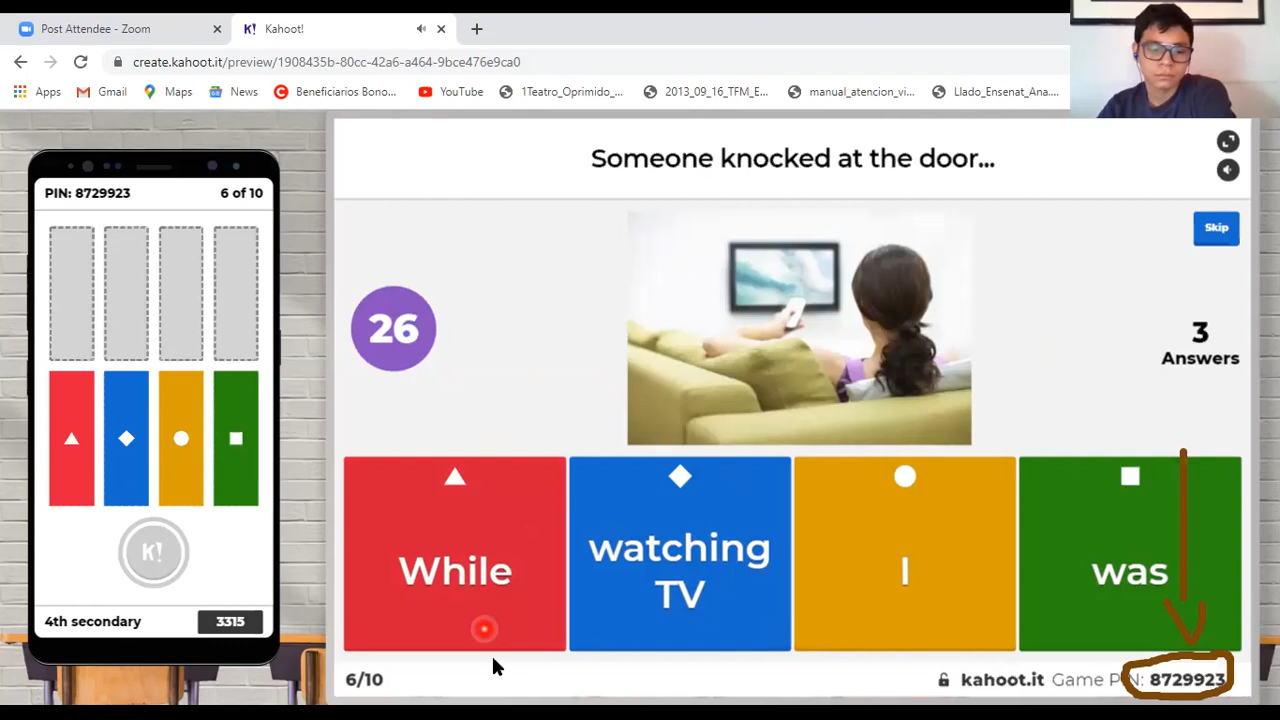 Post Attendee - Zoom
K! Kahoot!
create.kahoot.it/preview/1908435b-80cc-42a6-a464-9bce476e9ca0
Apps Gmail Maps News Beneficiarios Bono... YouTube 1Teatro_Oprimido_... 2013_09_16_TFM_E... manual_atencion_vi... Llado_Ensenat_Ana....
PIN: 8729923 6 of 10
K!
4th secondary 3315
Someone knocked at the door...
Skip
26
3
Answers
While
watching
TV
I
was
6/10
kahoot.it Game PIN: 8729923